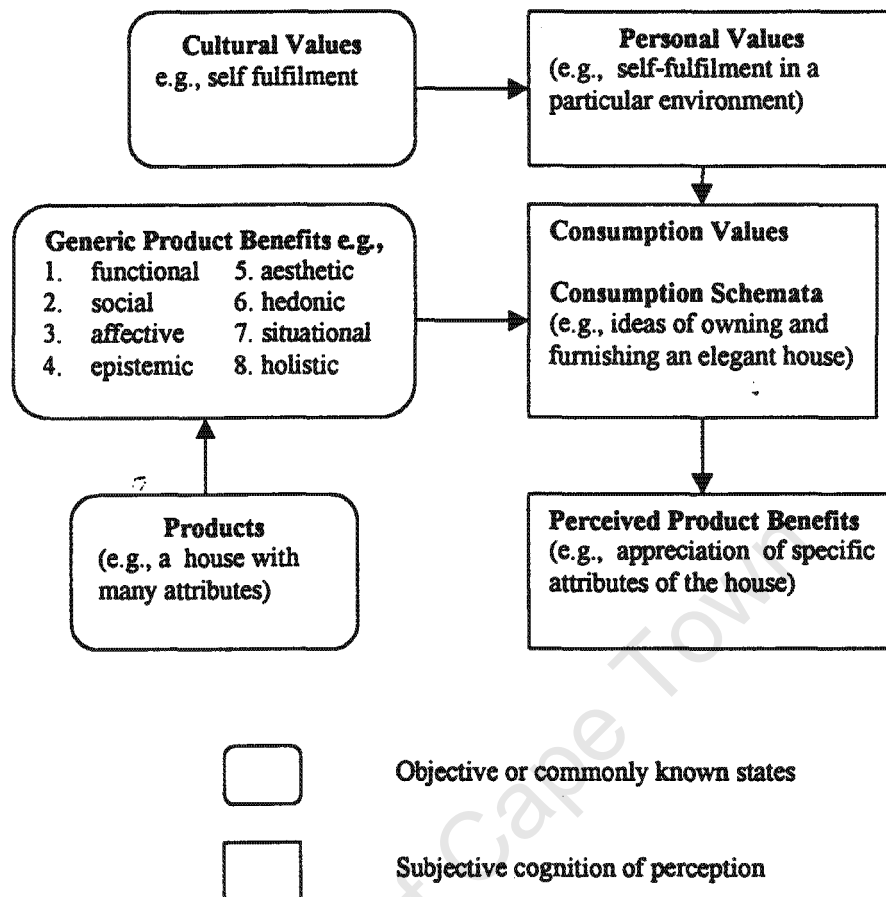 Cultural Values
e.g., self fulfilment
Personal Values
(e.g., self-fulfilment in a
particular environment)
Generic Product Benefits e.g.,
1. functional 5. aesthetic
2. social 6. hedonic
3. affective 7. situational
4. epistemic 8. holistic
Consumption Values
Consumption Schemata
(e.g., ideas of owning and
furnishing an elegant house)
Products
(e.g., a house with
many attributes)
Perceived Product Benefits
(e.g., appreciation of specific
attributes of the house)
Objective or commonly known states
Subjective cognition of perception
Cape Town